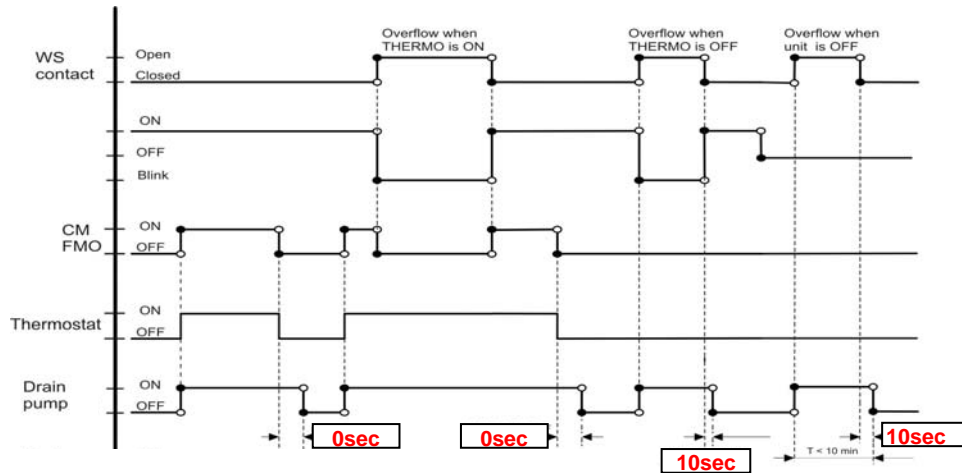 Overflow when
THERMO is ON
Overflow when
THERMO is OFF
Overflow when
unit is OFF
WS
contact
Open
Closed
ON
OFF
Blink
CM
FMO
ON
OFF
Thermostat
ON
OFF
Drain
pump
ON
OFF
0sec
0sec
10sec
T < 10 min
10sec